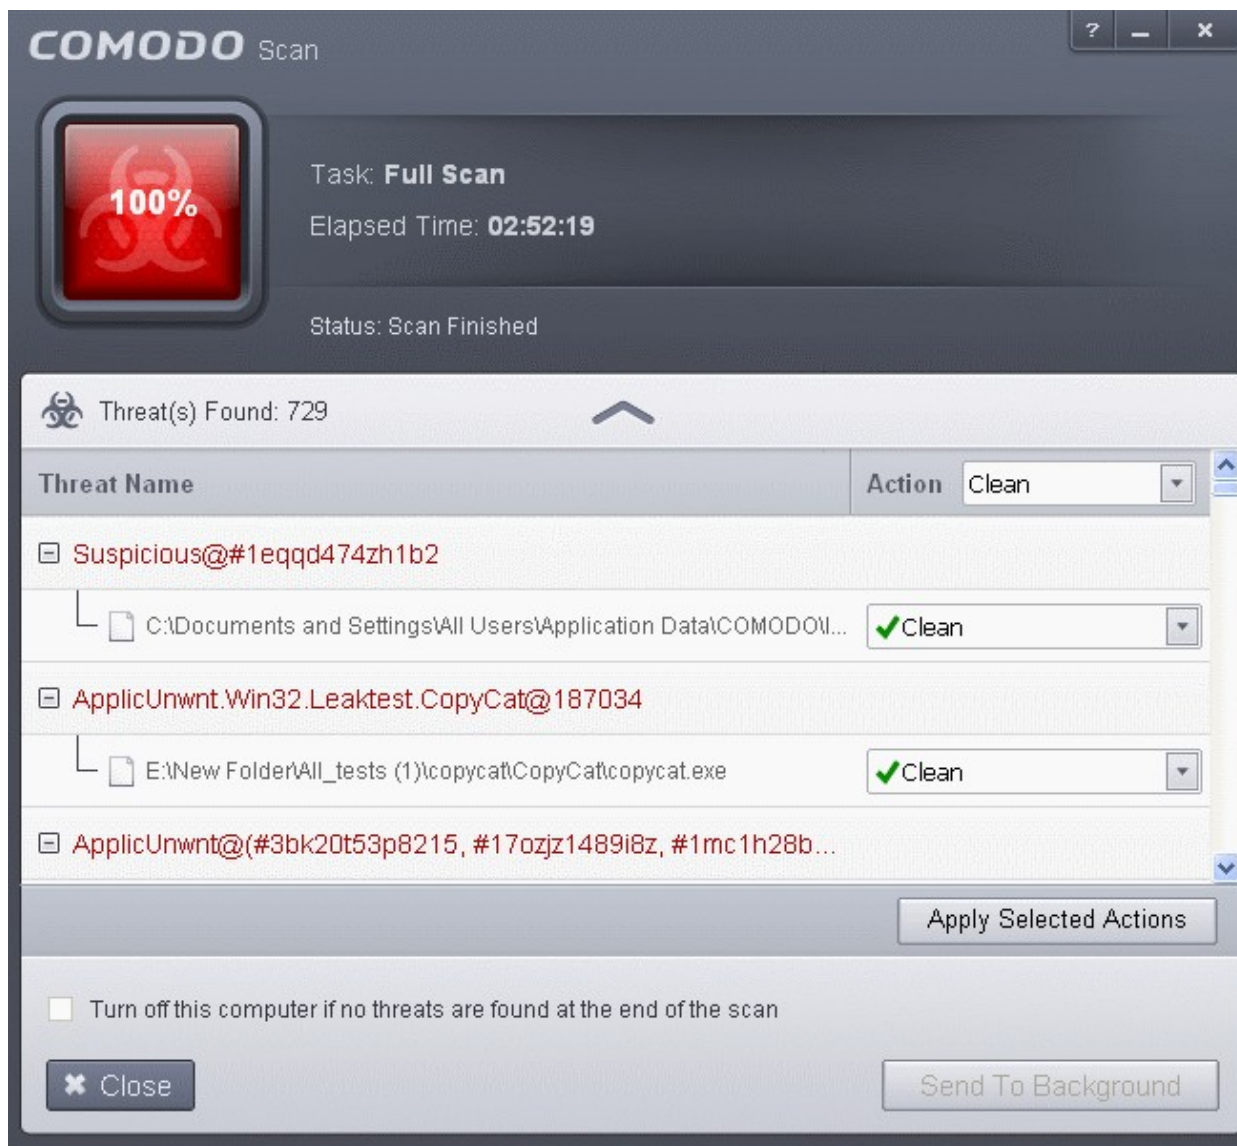 COMODO Scan
? – ×
100%
Task: Full Scan
Elapsed Time: 02:52:19
Status: Scan Finished
Threat(s) Found: 729
Threat Name Action Clean
Suspicious@#1eqqd474zh1b2
C:\Documents and Settings\All Users\Application Data\COMODO\I... Clean
ApplicUnwnt.Win32.Leaktest.CopyCat@187034
E:\New Folder\All_tests (1)\copycat\CopyCat\copycat.exe Clean
ApplicUnwnt@(#3bk20t53p8215, #17ozjz1489i8z, #1mc1h28b...
Apply Selected Actions
Turn off this computer if no threats are found at the end of the scan
Close Send To Background